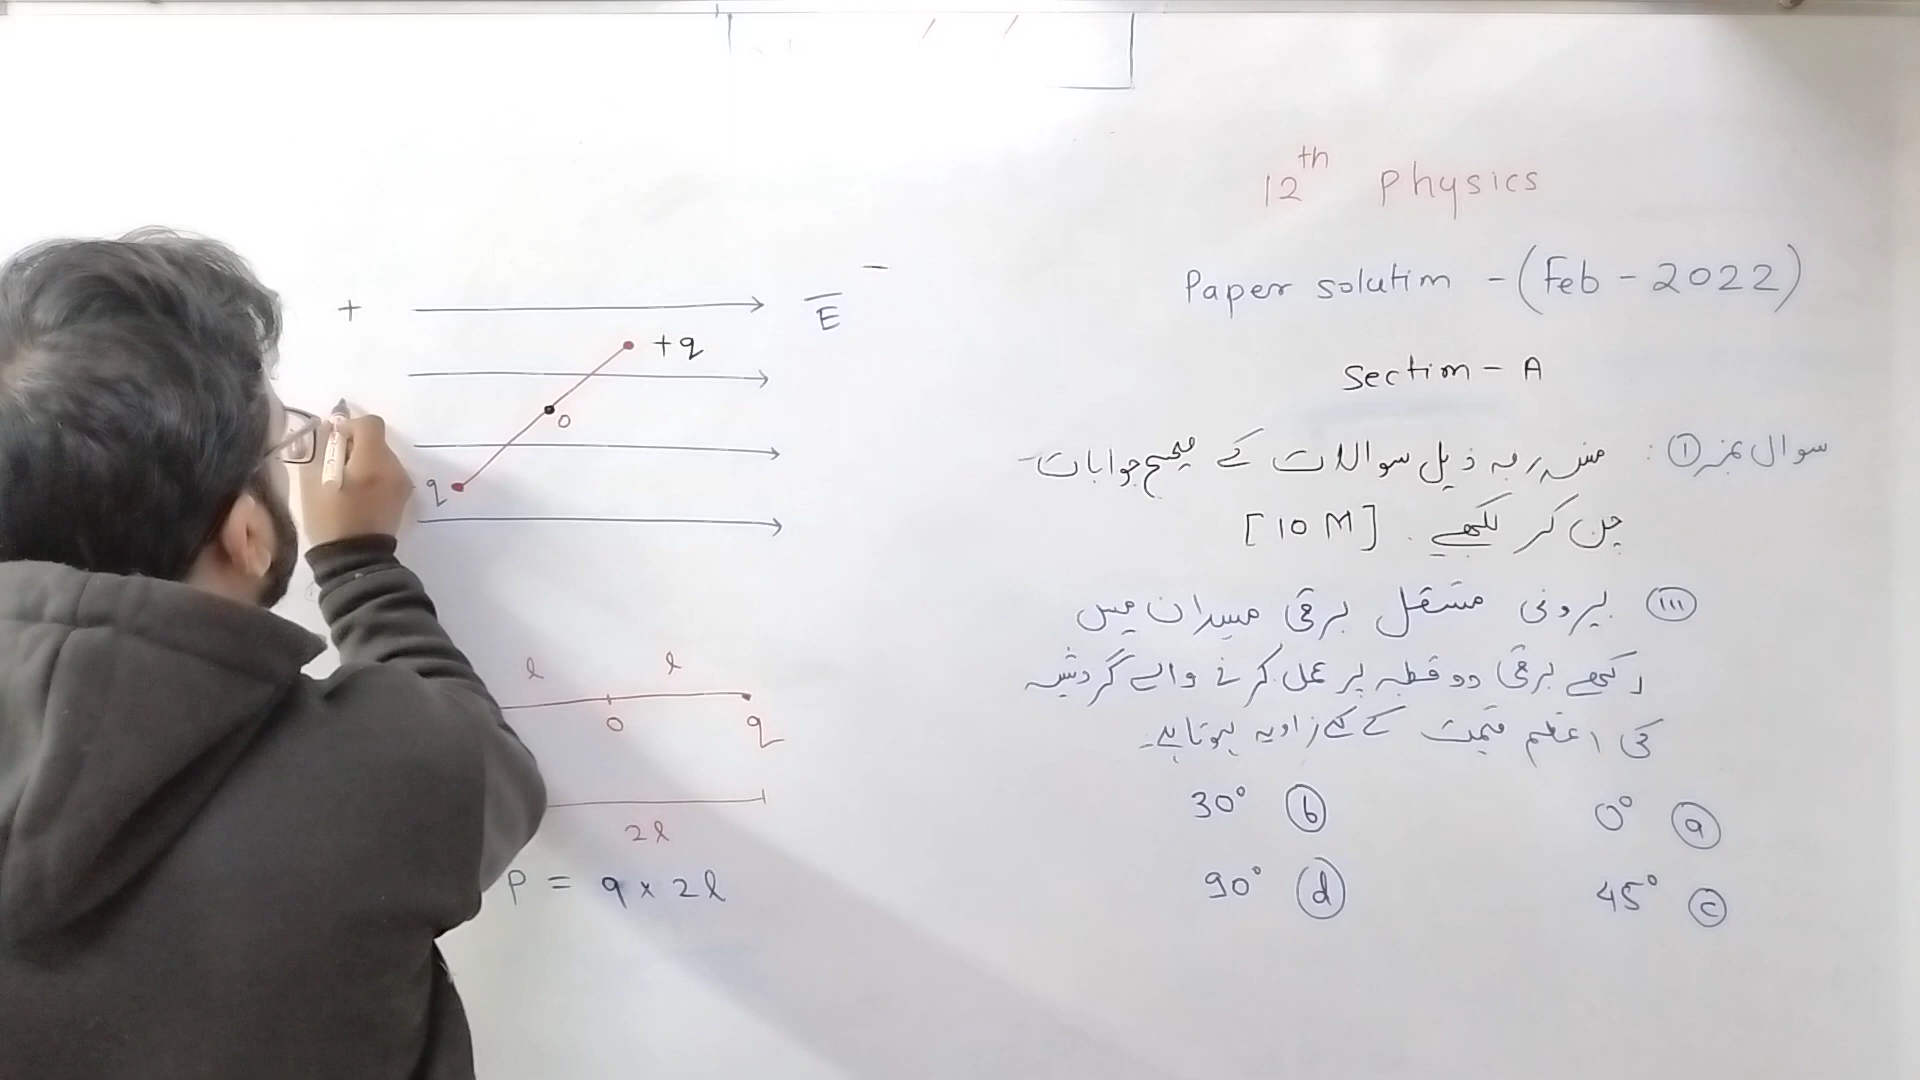 12th Physics
Paper solution - (Feb - 2022)
Section - A
سوال نمبر ① : مندرجہ ذیل سوالات کے صحیح جوابات
چن کر لکھیے . [10 M]
(iii) بیرونی مستقل برقی میدان میں
رکھے برقی دو قطبہ پر عمل کرنے والے گردشہ
کی اعظم قیمت کے لئے زاویہ ہوتا ہے۔
(a) 0° (b) 30°
(c) 45° (d) 90°
+ E −
+q
o
q
l l
o q
2l
P = q × 2l